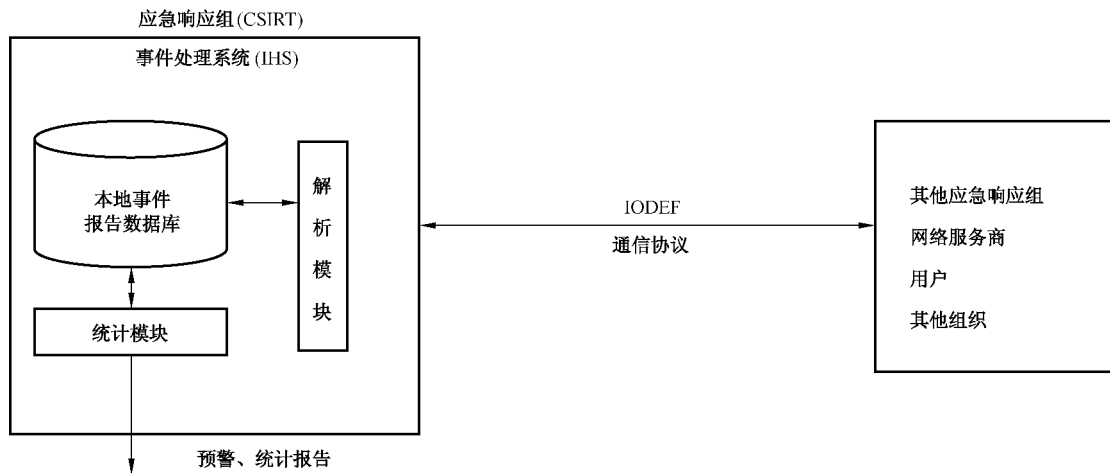 应急响应组(CSIRT)
事件处理系统(IHS)
本地事件
报告数据库
解析模块
统计模块
预警、统计报告
IODEF
通信协议
其他应急响应组
网络服务商
用户
其他组织